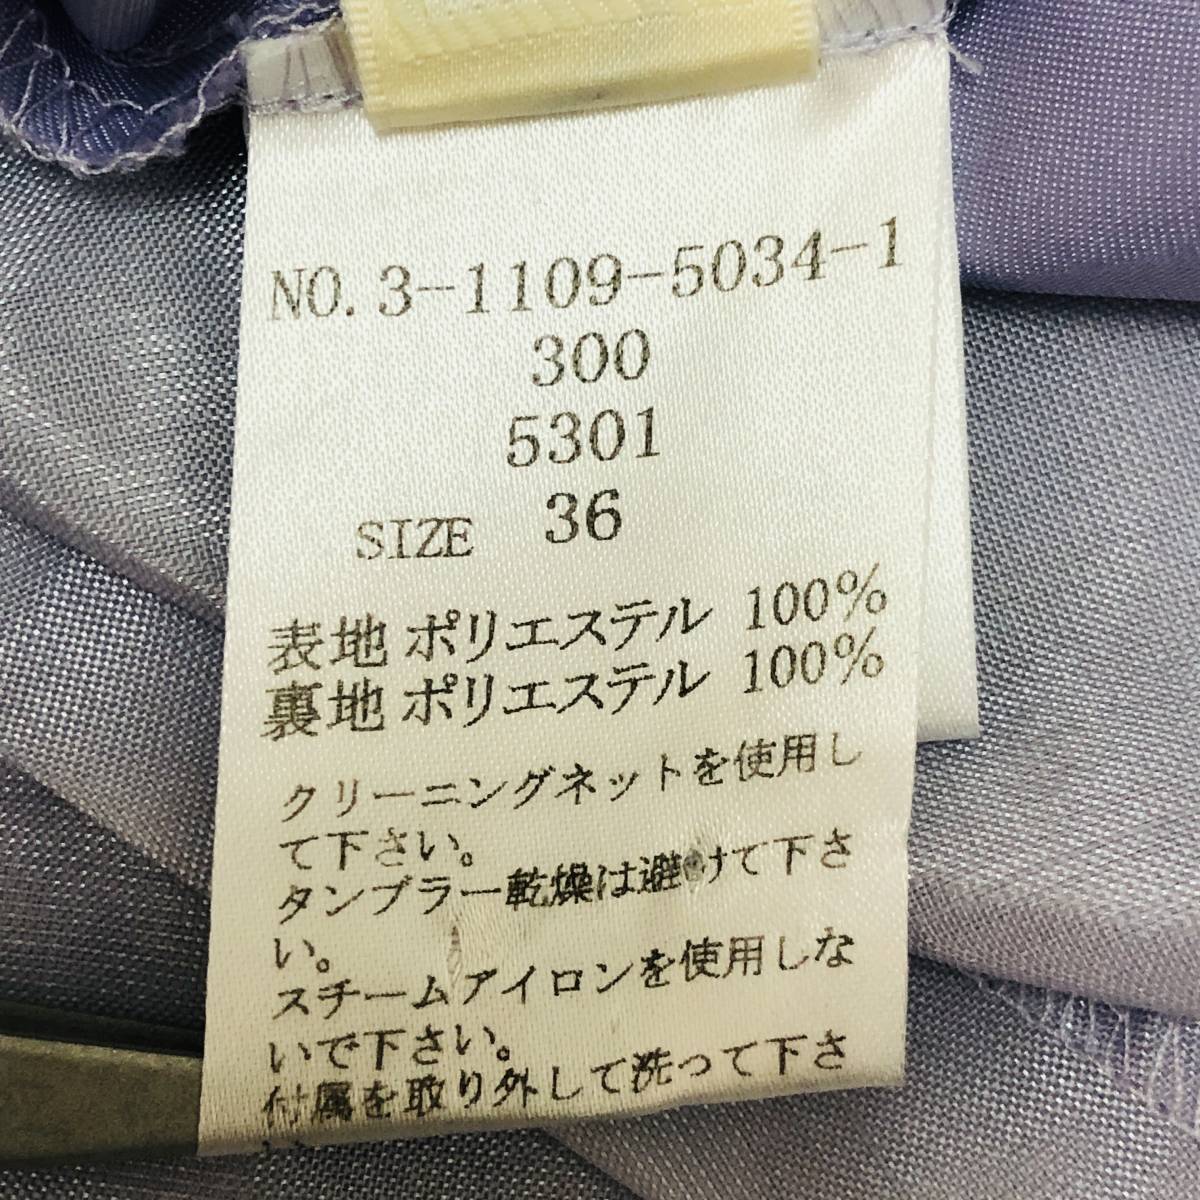 NO.3-1109-5034-1
300
5301
SIZE 36
表地 ポリエステル 100%
裏地 ポリエステル 100%
クリーニングネットを使用し
て下さい。
タンブラー乾燥は避けて下さ
い。
スチームアイロンを使用しな
いで下さい。
付属を取り外して洗って下さ